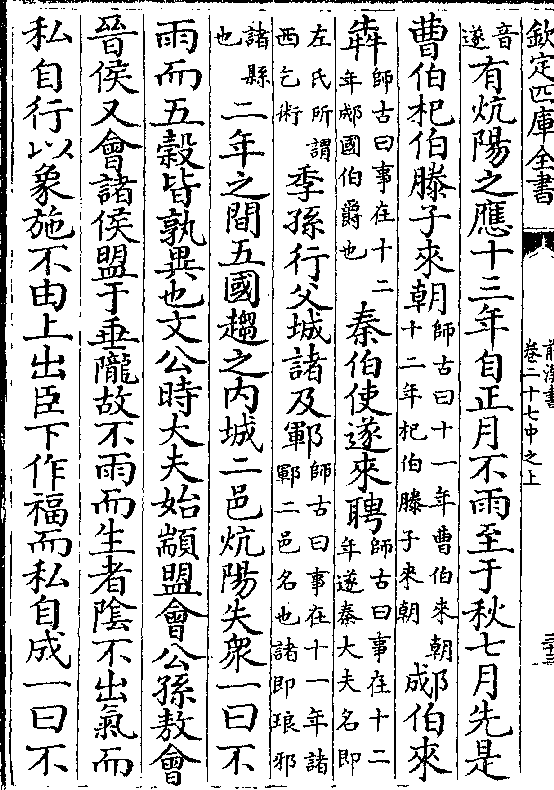 欽定四庫全書
前漢書
卷二十七中之上
音遂有炕陽之應十三年自正月不雨至于秋七月先是
曹伯杞伯滕子來朝師古曰十一年曹伯來朝十二年杞伯滕子來朝郕伯來
犇師古曰事在十二年郕國伯爵也秦伯使遂來聘師古曰事在十二年遂秦大夫名即
左氏所謂西乞術季孫行父城諸及鄆師古曰事在十一年諸鄆二邑名也諸即琅邪
諸縣也二年之間五國趨之内城二邑炕陽失衆一曰不
雨而五穀皆孰異也文公時大夫始顓盟會公孫敖會
晉侯又會諸侯盟于垂隴故不雨而生者陰不出氣而
私自行以象施不由上出臣下作福而私自成一曰不